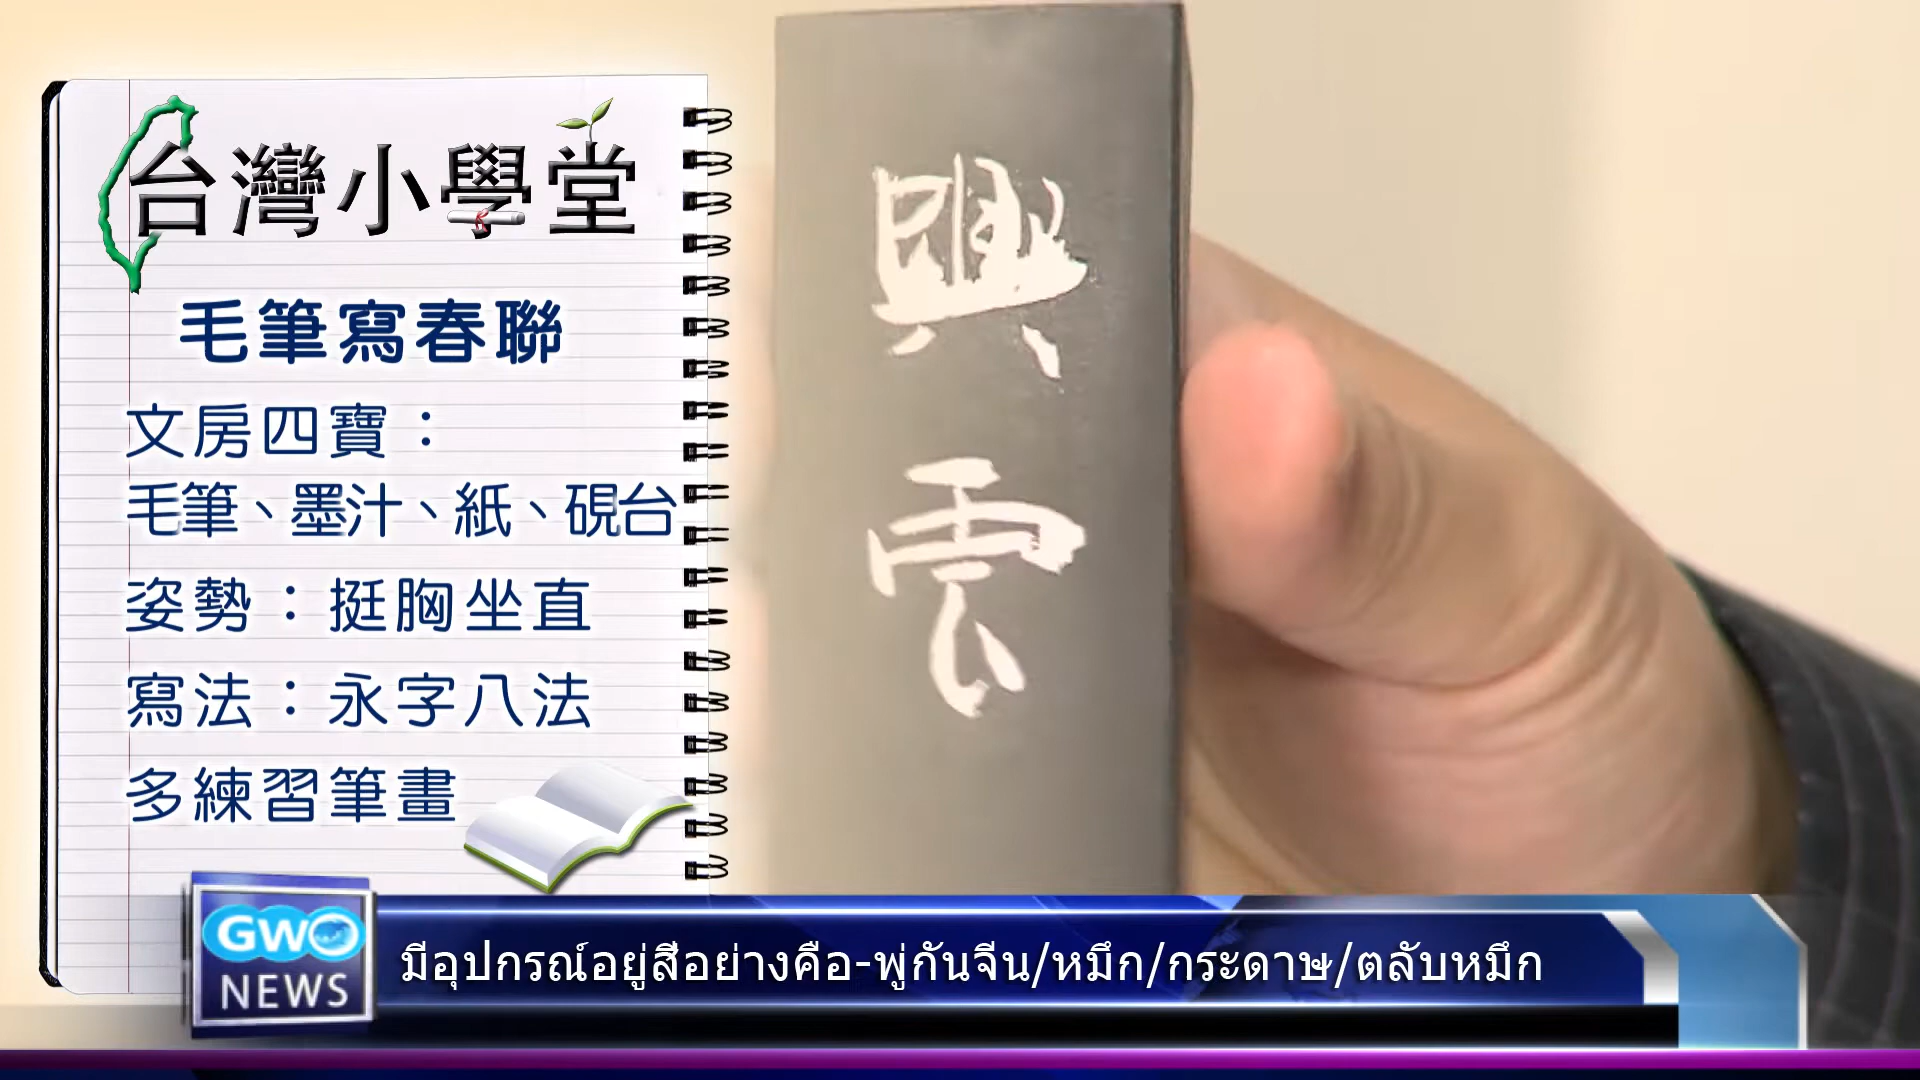 台灣小學堂
毛筆寫春聯
文房四寶：
毛筆、墨汁、紙、硯台
姿勢：挺胸坐直
寫法：永字八法
多練習筆畫
興雲
GWO
NEWS
มีอุปกรณ์อยู่สี่อย่างคือ-พู่กันจีน/หมึก/กระดาษ/ตลับหมึก